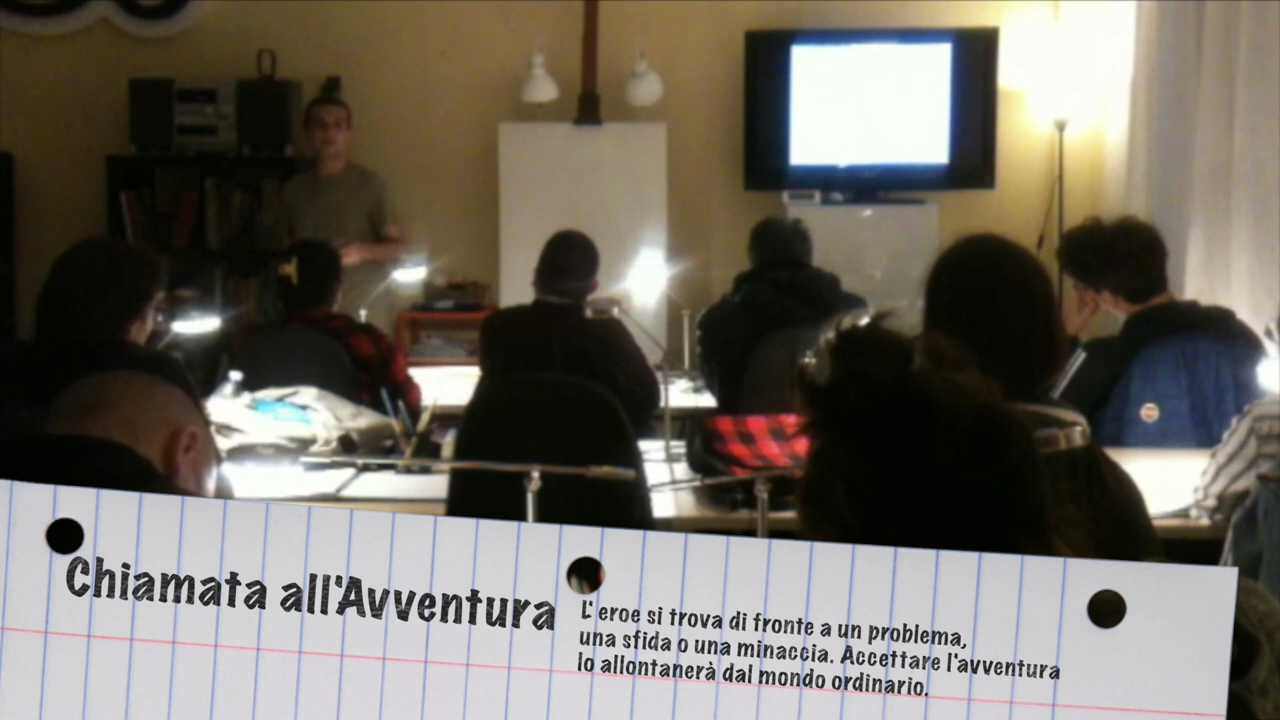 Chiamata all'Avventura
L'eroe si trova di fronte a un problema,
una sfida o una minaccia. Accettare l'avventura
lo allontanerà dal mondo ordinario.